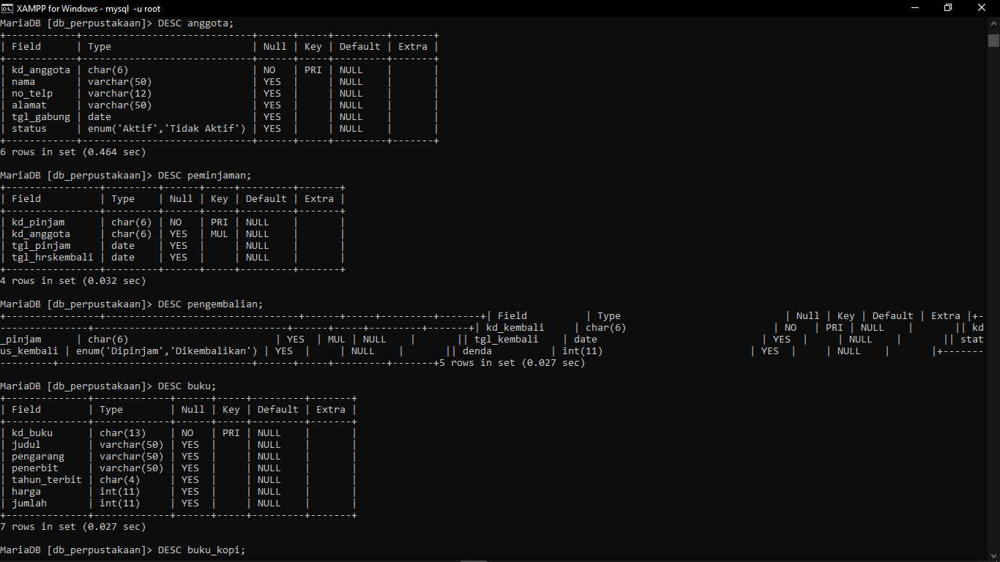 XAMPP for Windows - mysql -u root
MariaDB [db_perpustakaan]> DESC anggota;
+------------+-----------------------------+------+-----+---------+-------+
| Field      | Type                        | Null | Key | Default | Extra |
+------------+-----------------------------+------+-----+---------+-------+
| kd_anggota | char(6)                     | NO   | PRI | NULL    |       |
| nama       | varchar(50)                 | YES  |     | NULL    |       |
| no_telp    | varchar(12)                 | YES  |     | NULL    |       |
| alamat     | varchar(50)                 | YES  |     | NULL    |       |
| tgl_gabung | date                        | YES  |     | NULL    |       |
| status     | enum('Aktif','Tidak Aktif') | YES  |     | NULL    |       |
+------------+-----------------------------+------+-----+---------+-------+
6 rows in set (0.464 sec)
MariaDB [db_perpustakaan]> DESC peminjaman;
+----------------+---------+------+-----+---------+-------+
| Field          | Type    | Null | Key | Default | Extra |
+----------------+---------+------+-----+---------+-------+
| kd_pinjam      | char(6) | NO   | PRI | NULL    |       |
| kd_anggota     | char(6) | YES  | MUL | NULL    |       |
| tgl_pinjam     | date    | YES  |     | NULL    |       |
| tgl_hrskembali | date    | YES  |     | NULL    |       |
+----------------+---------+------+-----+---------+-------+
4 rows in set (0.032 sec)
MariaDB [db_perpustakaan]> DESC pengembalian;
+----------------+---------------------------------+------+-----+---------+-------+| Field          | Type                            | Null | Key | Default | Extra |+-
---------------+---------------------------------+------+-----+---------+-------+| kd_kembali     | char(6)                         | NO   | PRI | NULL    |       || kd
_pinjam      | char(6)                         | YES  | MUL | NULL    |       || tgl_kembali    | date                            | YES  |     | NULL    |       || stat
us_kembali | enum('Dipinjam','Dikembalikan') | YES  |     | NULL    |       || denda          | int(11)                         | YES  |     | NULL    |       |+-------
---------+---------------------------------+------+-----+---------+-------+5 rows in set (0.027 sec)
MariaDB [db_perpustakaan]> DESC buku;
+--------------+-------------+------+-----+---------+-------+
| Field        | Type        | Null | Key | Default | Extra |
+--------------+-------------+------+-----+---------+-------+
| kd_buku      | char(13)    | NO   | PRI | NULL    |       |
| judul        | varchar(50) | YES  |     | NULL    |       |
| pengarang    | varchar(50) | YES  |     | NULL    |       |
| penerbit     | varchar(50) | YES  |     | NULL    |       |
| tahun_terbit | char(4)     | YES  |     | NULL    |       |
| harga        | int(11)     | YES  |     | NULL    |       |
| jumlah       | int(11)     | YES  |     | NULL    |       |
+--------------+-------------+------+-----+---------+-------+
7 rows in set (0.027 sec)
MariaDB [db_perpustakaan]> DESC buku_kopi;